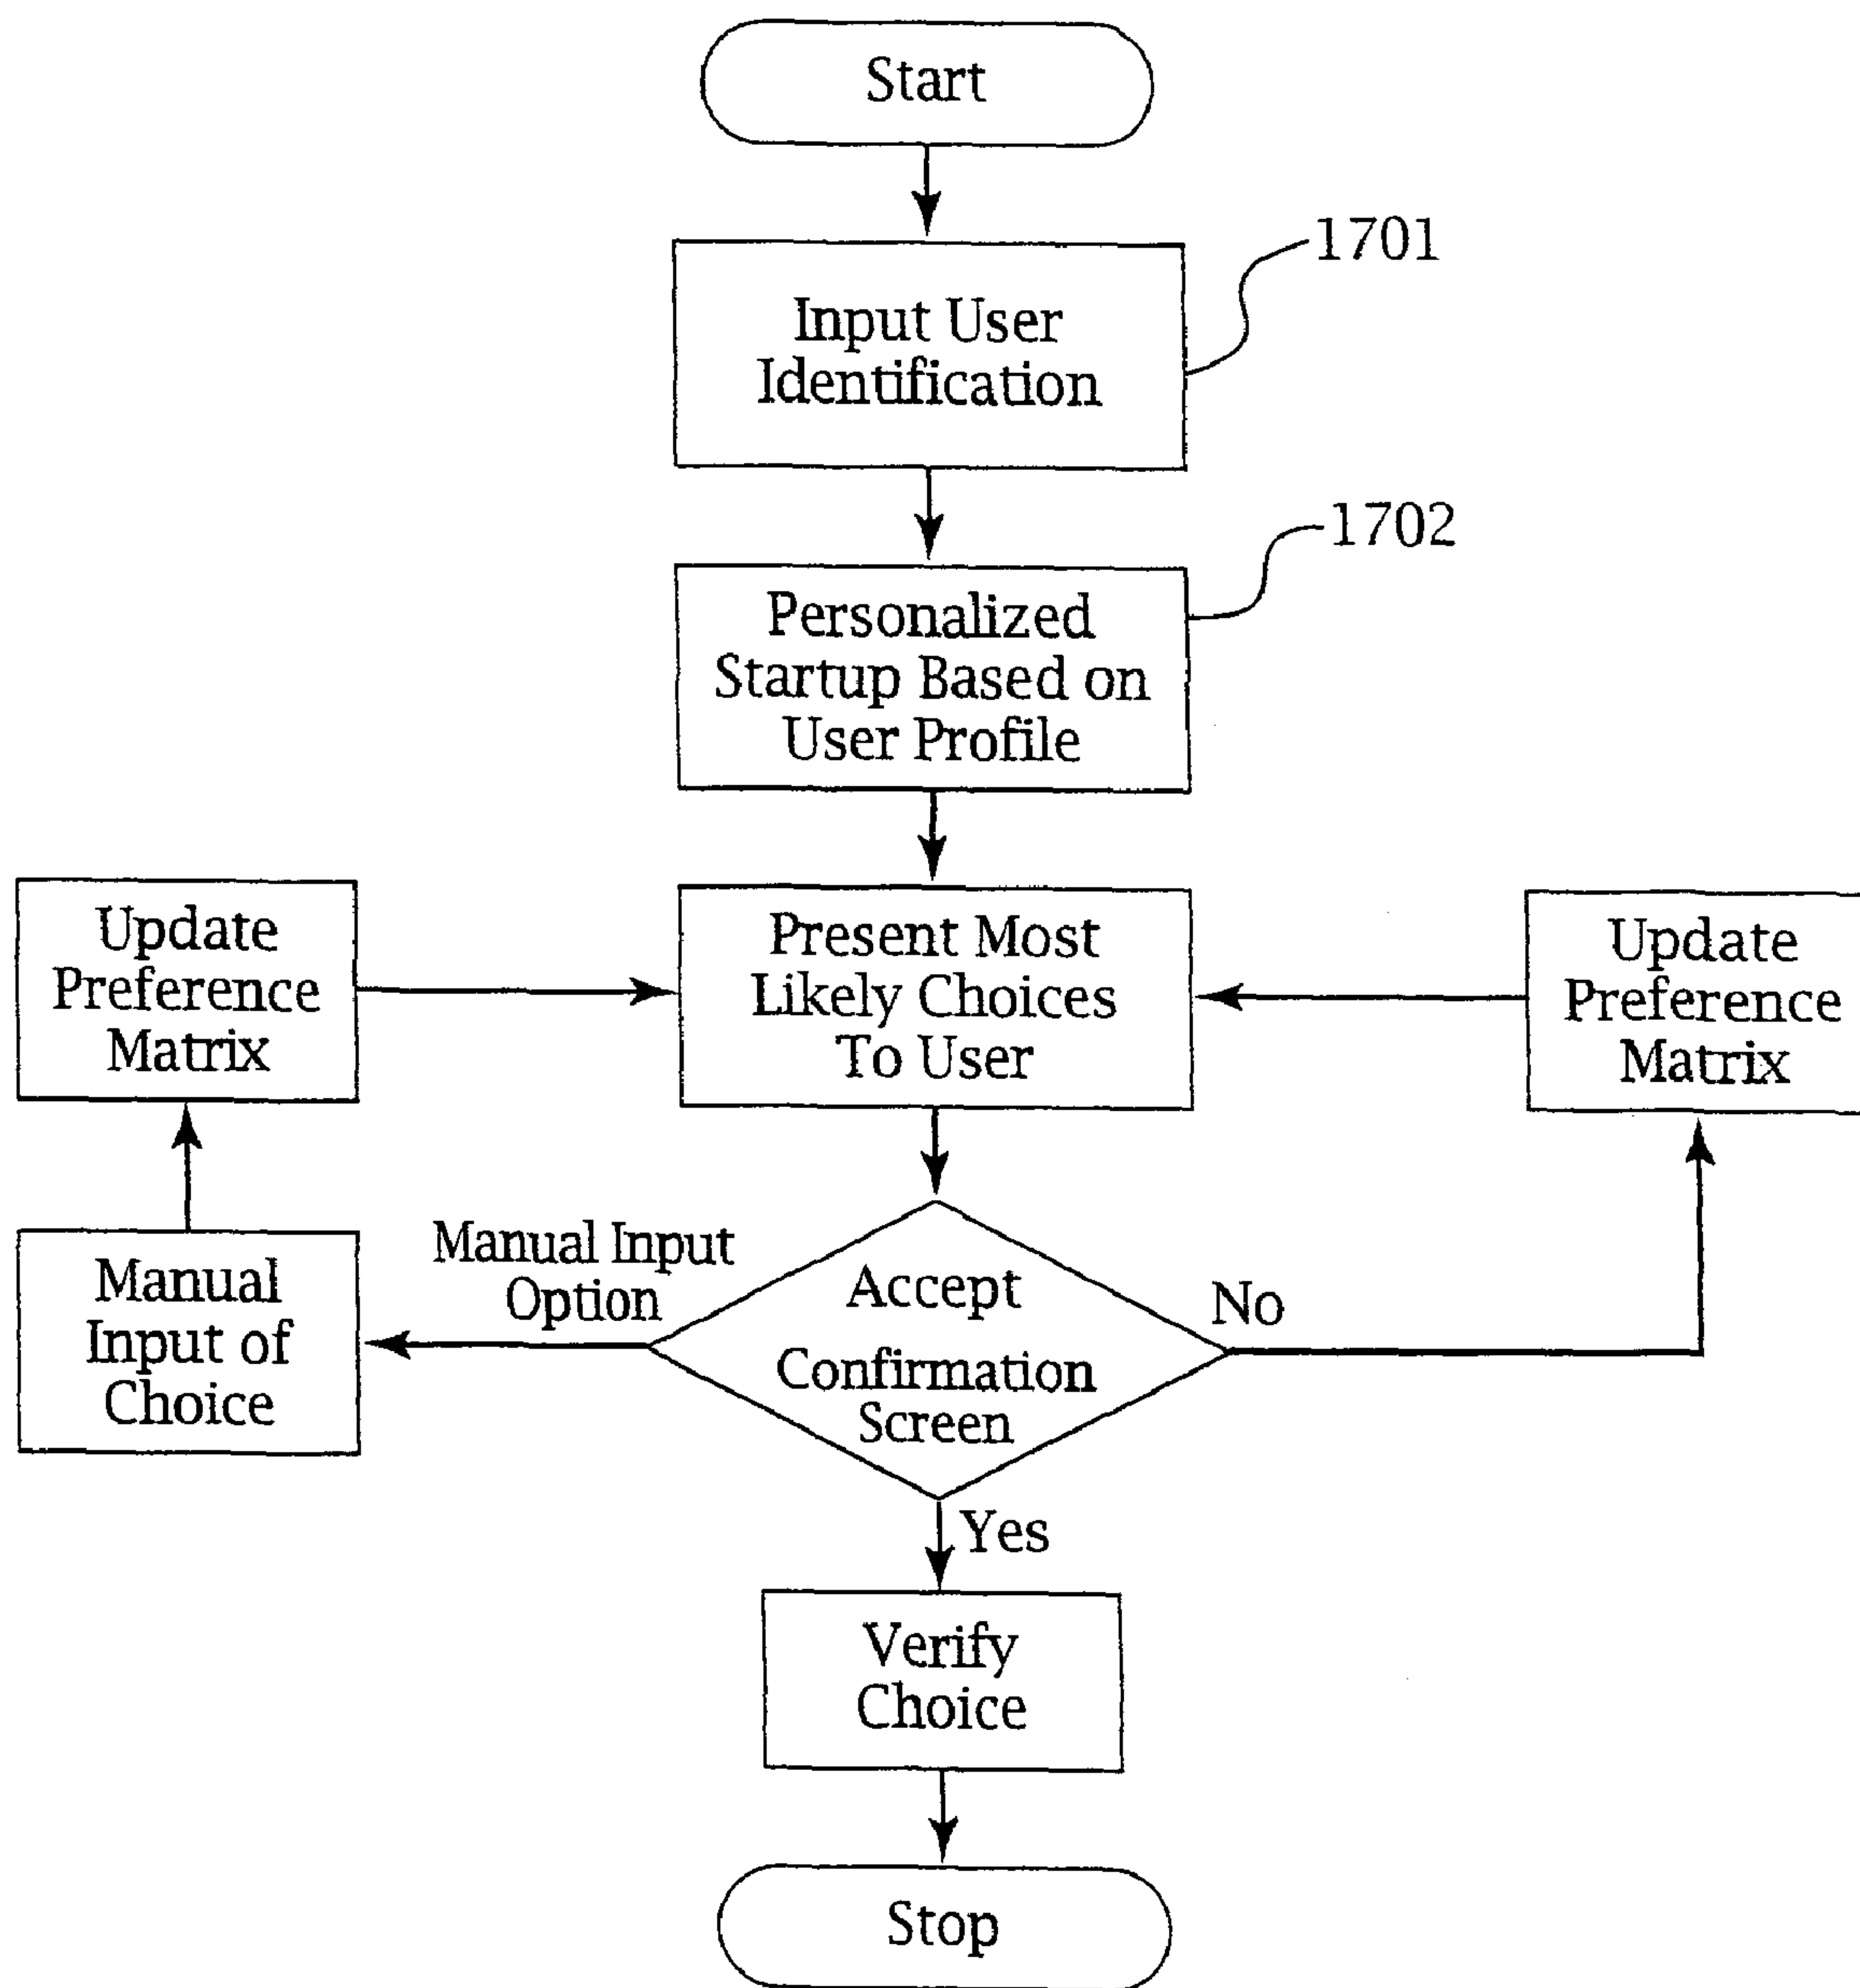 Start
1701
Input User
Identification
1702
Personalized
Startup Based on
User Profile
Update
Preference
Matrix
Present Most
Likely Choices
To User
Update
Preference
Matrix
Manual
Input of
Choice
Manual Input
Option
Accept
Confirmation
Screen
No
Yes
Verify
Choice
Stop